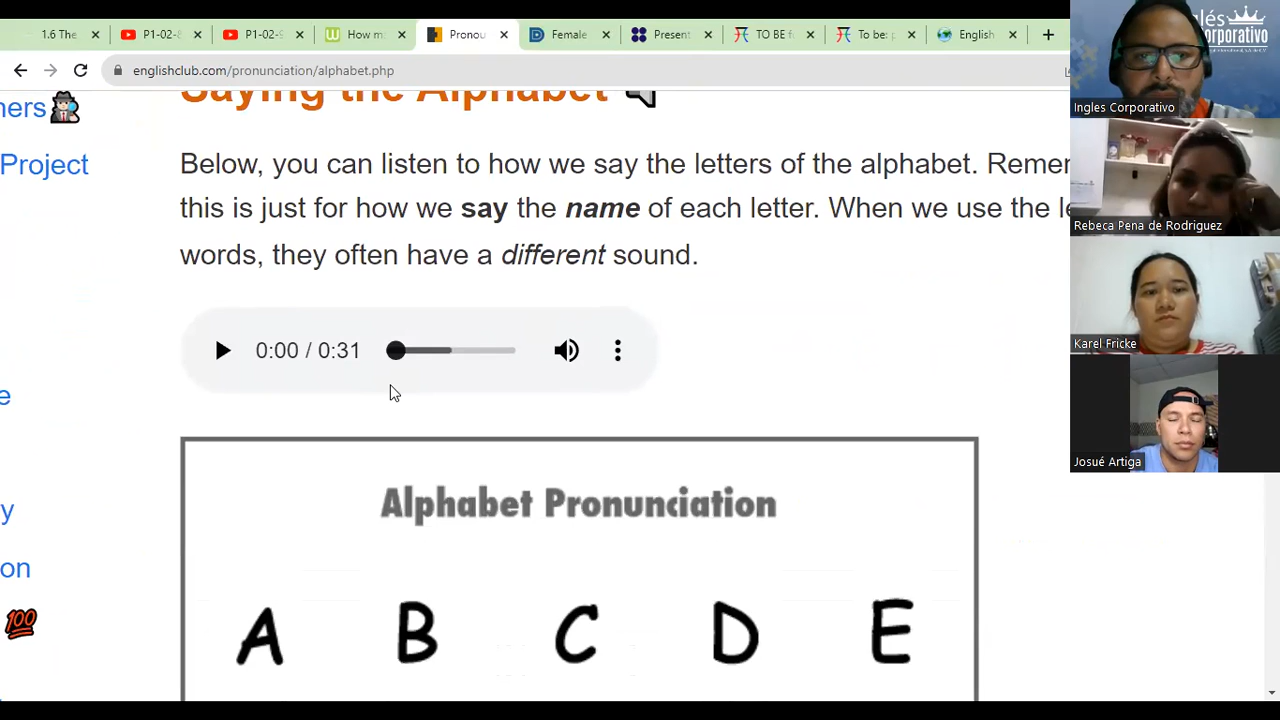 1.6 The
P1-02-
P1-02-
How m
Pronou
Female
Present
TO BE
To be:
English
englishclub.com/pronunciation/alphabet.php
Saying the Alphabet
ners
Project
Below, you can listen to how we say the letters of the alphabet.
this is just for how we say the name of each letter. When we use the
words, they often have a different sound.
0:00 / 0:31
Alphabet Pronunciation
A B C D E
e
y
on
100
Inglés
Corporativo
Ingles Corporativo
Rebeca Pena de Rodriguez
Karel Fricke
Josué Artiga